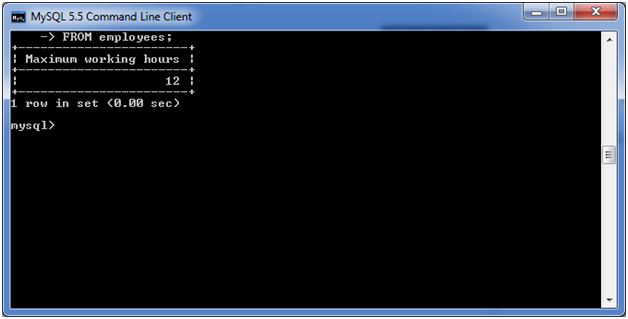 MySQL 5.5 Command Line Client
-> FROM employees;
+-----------------------+
| Maximum working hours |
+-----------------------+
|                    12 |
+-----------------------+
1 row in set (0.00 sec)
mysql>